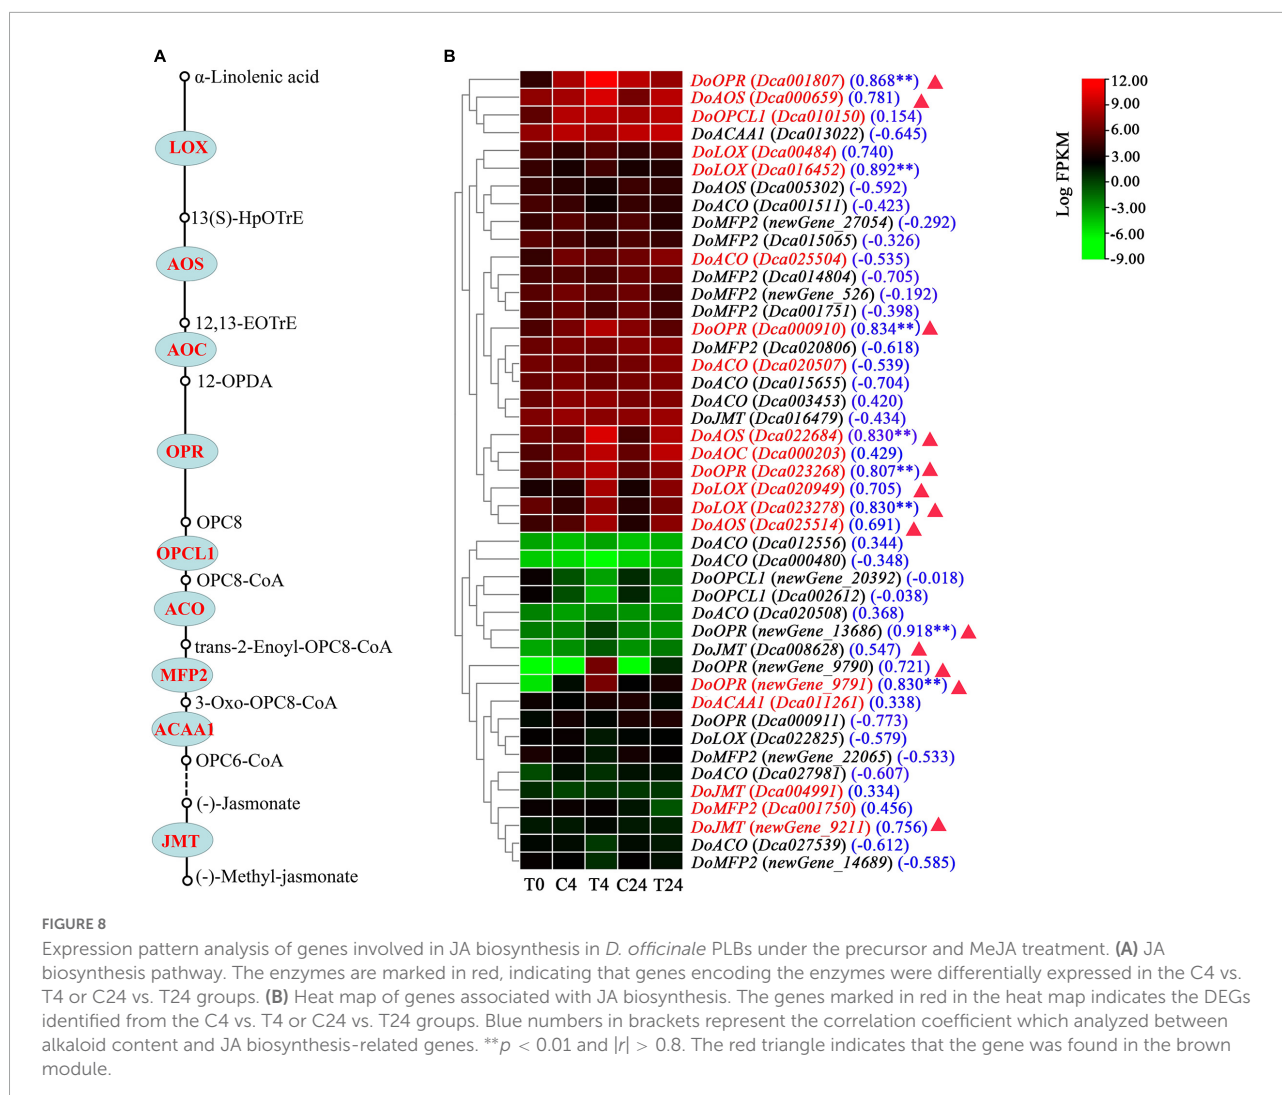 A
α-Linolenic acid
LOX
13(S)-HpOTrE
AOS
12,13-EOTrE
AOC
12-OPDA
OPR
OPC8
OPCL1
OPC8-CoA
ACO
trans-2-Enoyl-OPC8-CoA
MFP2
3-Oxo-OPC8-CoA
ACAA1
OPC6-CoA
(-)-Jasmonate
JMT
(-)-Methyl-jasmonate
B
DoOPR (Dca001807) (0.868**)
DoAOS (Dca000659) (0.781)
DoOPCL1 (Dca010150) (0.154)
DoACAA1 (Dca013022) (-0.645)
DoLOX (Dca00484) (0.740)
DoLOX (Dca016452) (0.892**)
DoAOS (Dca005302) (-0.592)
DoACO (Dca001511) (-0.423)
DoMFP2 (newGene_27054) (-0.292)
DoMFP2 (Dca015065) (-0.326)
DoACO (Dca025504) (-0.535)
DoMFP2 (Dca014804) (-0.705)
DoMFP2 (newGene_526) (-0.192)
DoMFP2 (Dca001751) (-0.398)
DoOPR (Dca000910) (0.834**)
DoMFP2 (Dca020806) (-0.618)
DoACO (Dca020507) (-0.539)
DoACO (Dca015655) (-0.704)
DoACO (Dca003453) (0.420)
DoJMT (Dca016479) (-0.434)
DoAOS (Dca022684) (0.830**)
DoAOC (Dca000203) (0.429)
DoOPR (Dca023268) (0.807**)
DoLOX (Dca020949) (0.705)
DoLOX (Dca023278) (0.830**)
DoAOS (Dca025514) (0.691)
DoACO (Dca012556) (0.344)
DoACO (Dca000480) (-0.348)
DoOPCL1 (newGene_20392) (-0.018)
DoOPCL1 (Dca002612) (-0.038)
DoACO (Dca020508) (0.368)
DoOPR (newGene_13686) (0.918**)
DoJMT (Dca008628) (0.547)
DoOPR (newGene_9790) (0.721)
DoOPR (newGene_9791) (0.830**)
DoACAA1 (Dca011261) (0.338)
DoOPR (Dca000911) (-0.773)
DoLOX (Dca022825) (-0.579)
DoMFP2 (newGene_22065) (-0.533)
DoACO (Dca027981) (-0.607)
DoJMT (Dca004991) (0.334)
DoMFP2 (Dca001750) (0.456)
DoJMT (newGene_9211) (0.756)
DoACO (Dca027539) (-0.612)
DoMFP2 (newGene_14689) (-0.585)
T0 C4 T4 C24 T24
Log FPKM
12.00
9.00
6.00
3.00
0.00
-3.00
-6.00
-9.00
FIGURE 8
Expression pattern analysis of genes involved in JA biosynthesis in D. officinale PLBs under the precursor and MeJA treatment. (A) JA
biosynthesis pathway. The enzymes are marked in red, indicating that genes encoding the enzymes were differentially expressed in the C4 vs.
T4 or C24 vs. T24 groups. (B) Heat map of genes associated with JA biosynthesis. The genes marked in red in the heat map indicates the DEGs
identified from the C4 vs. T4 or C24 vs. T24 groups. Blue numbers in brackets represent the correlation coefficient which analyzed between
alkaloid content and JA biosynthesis-related genes. **p < 0.01 and |r| > 0.8. The red triangle indicates that the gene was found in the brown
module.